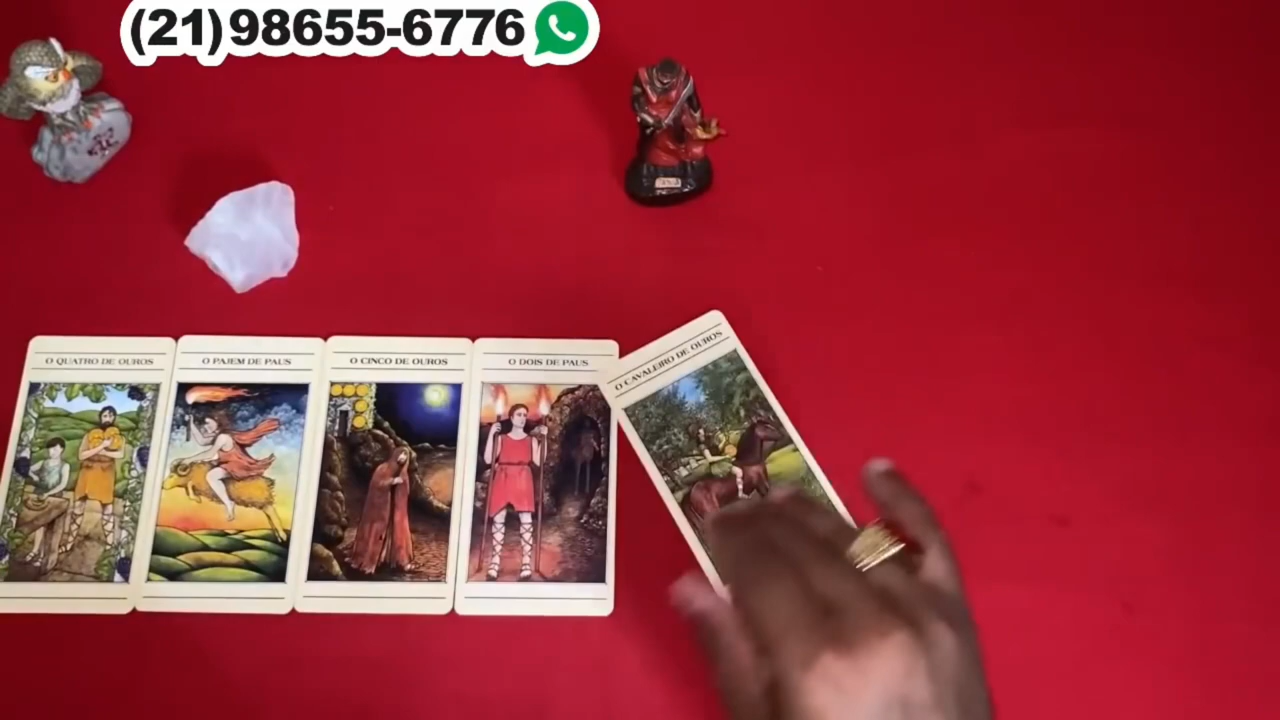 (21)98655-6776
O QUATRO DE OUROS
O PAJEM DE PAUS
O CINCO DE OUROS
O DOIS DE PAUS
O CAVALEIRO DE OUROS